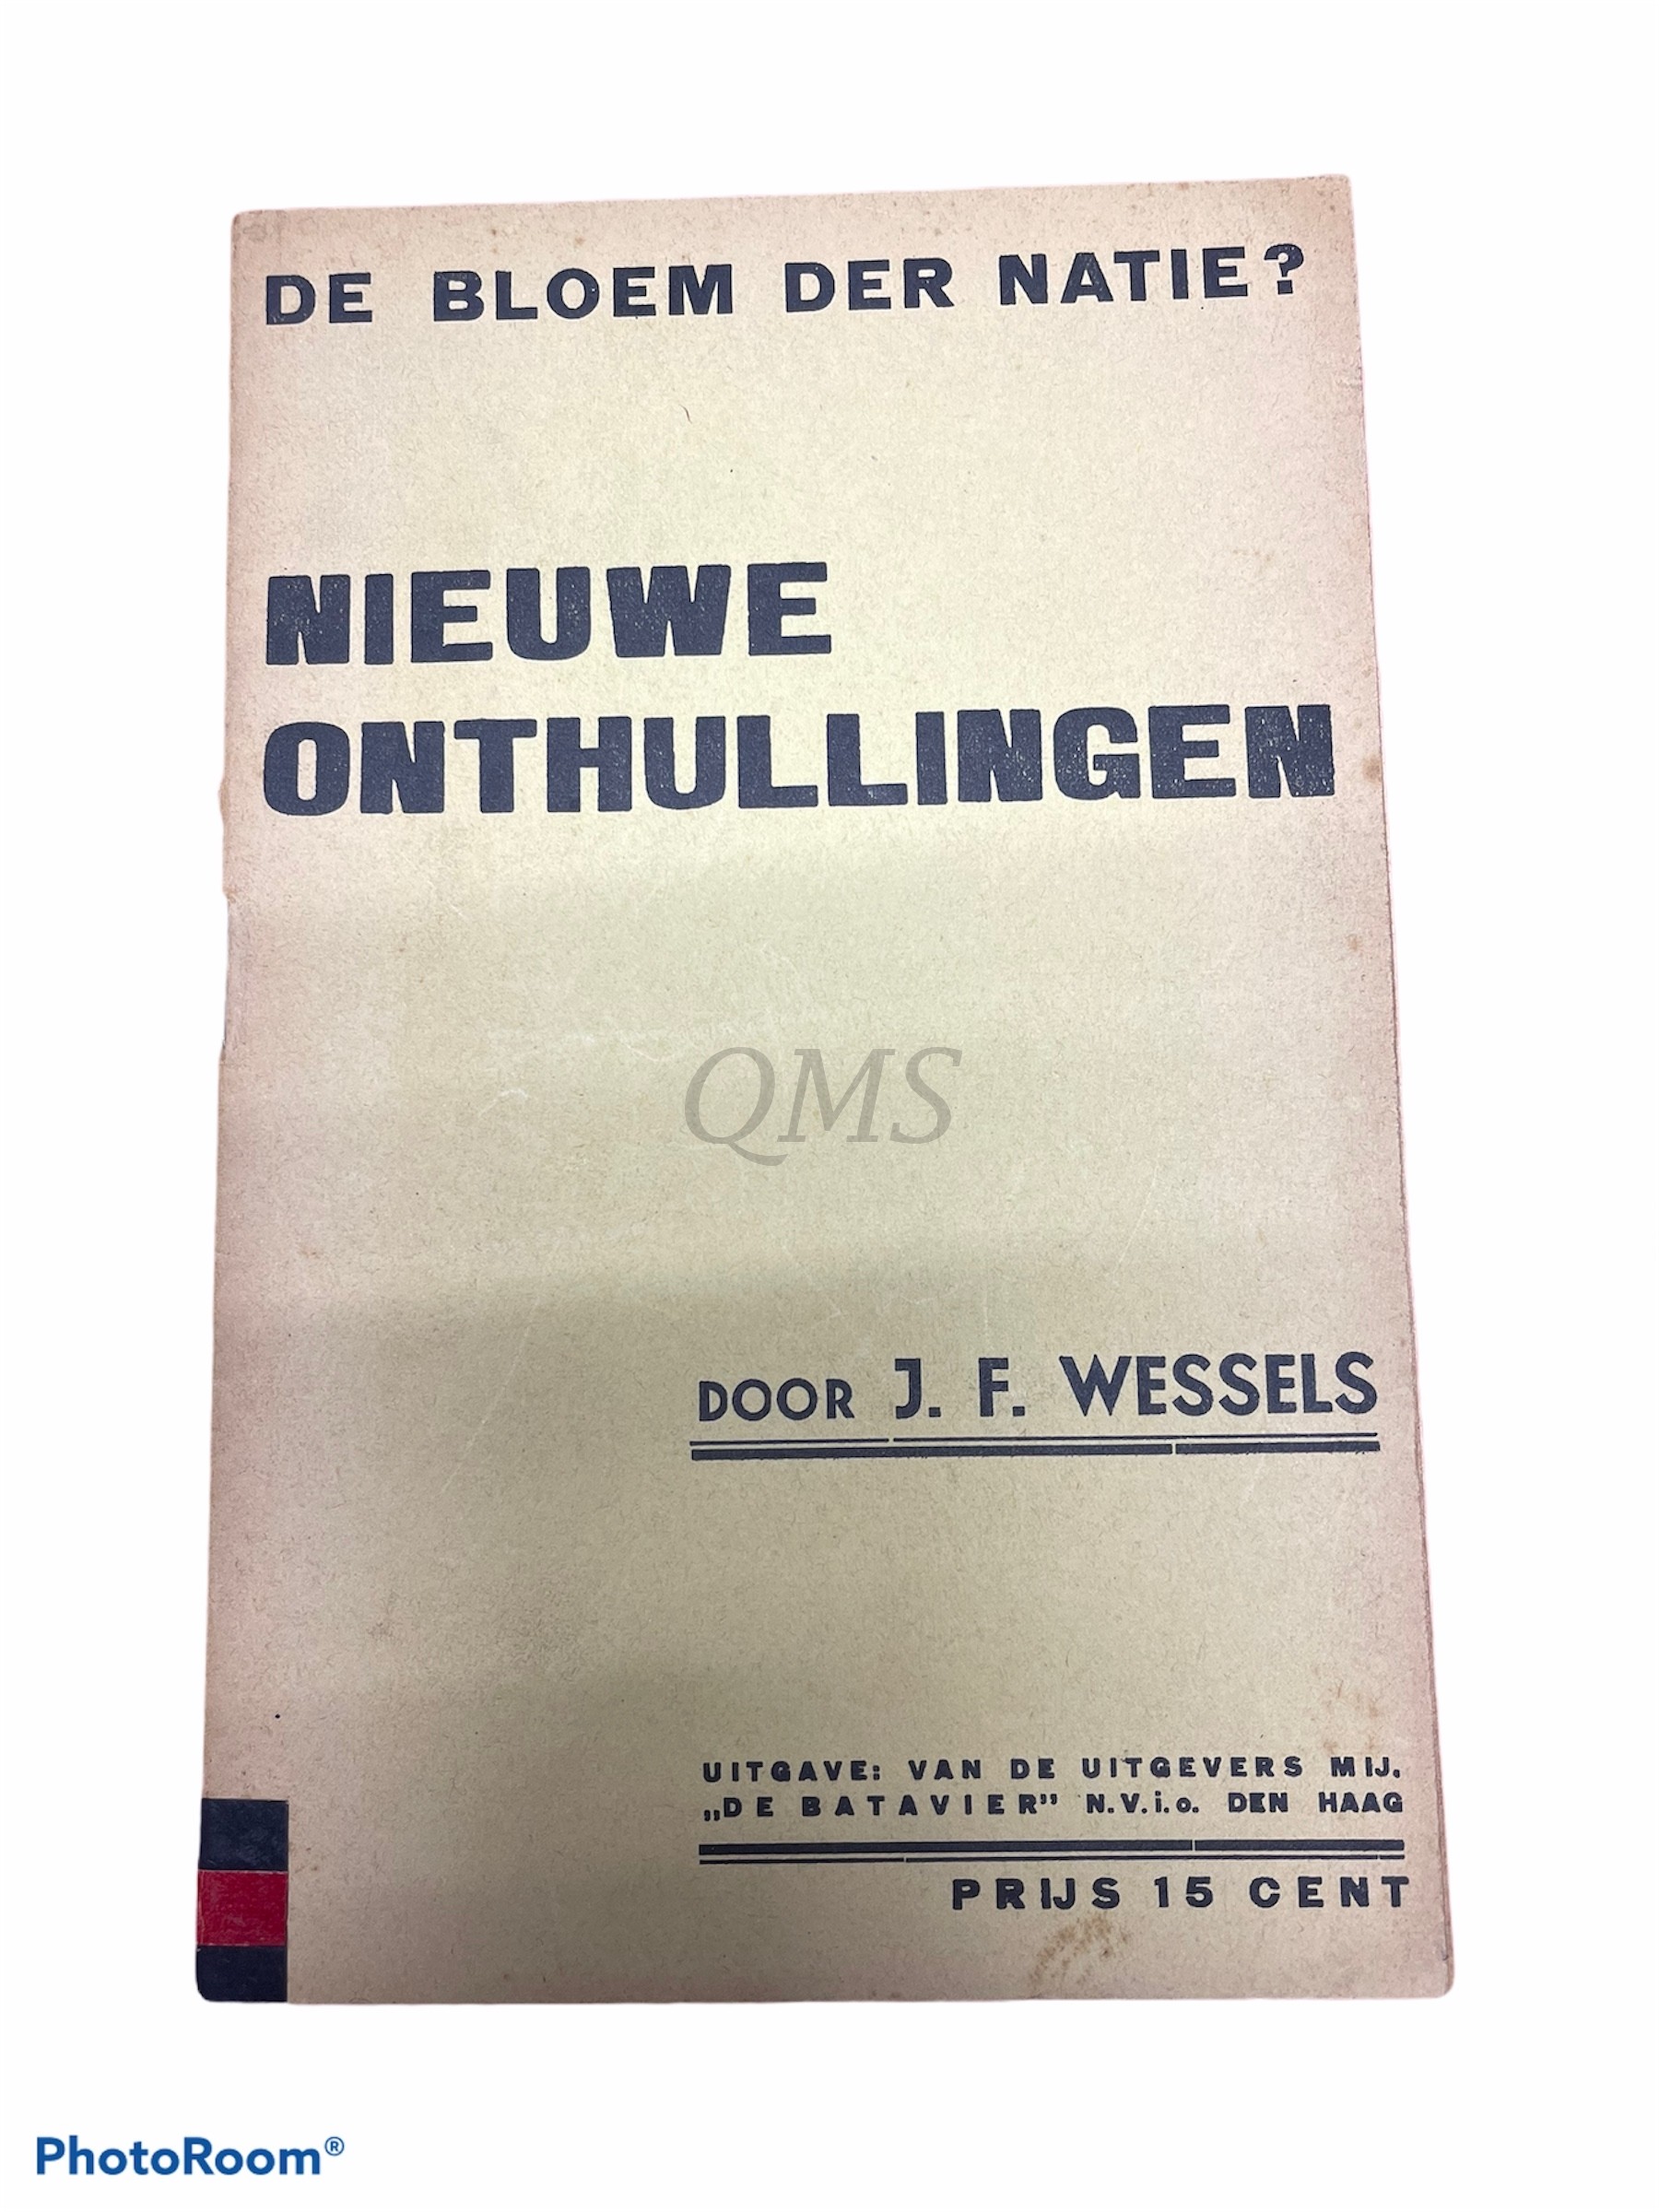 DE BLOEM DER NATIE?
NIEUWE
ONTHULLINGEN
QMS
DOOR J. F. WESSELS
UITGAVE: VAN DE UITGEVERS MIJ.
„DE BATAVIER” N.V.i.o. DEN HAAG
PRIJS 15 CENT
PhotoRoom®